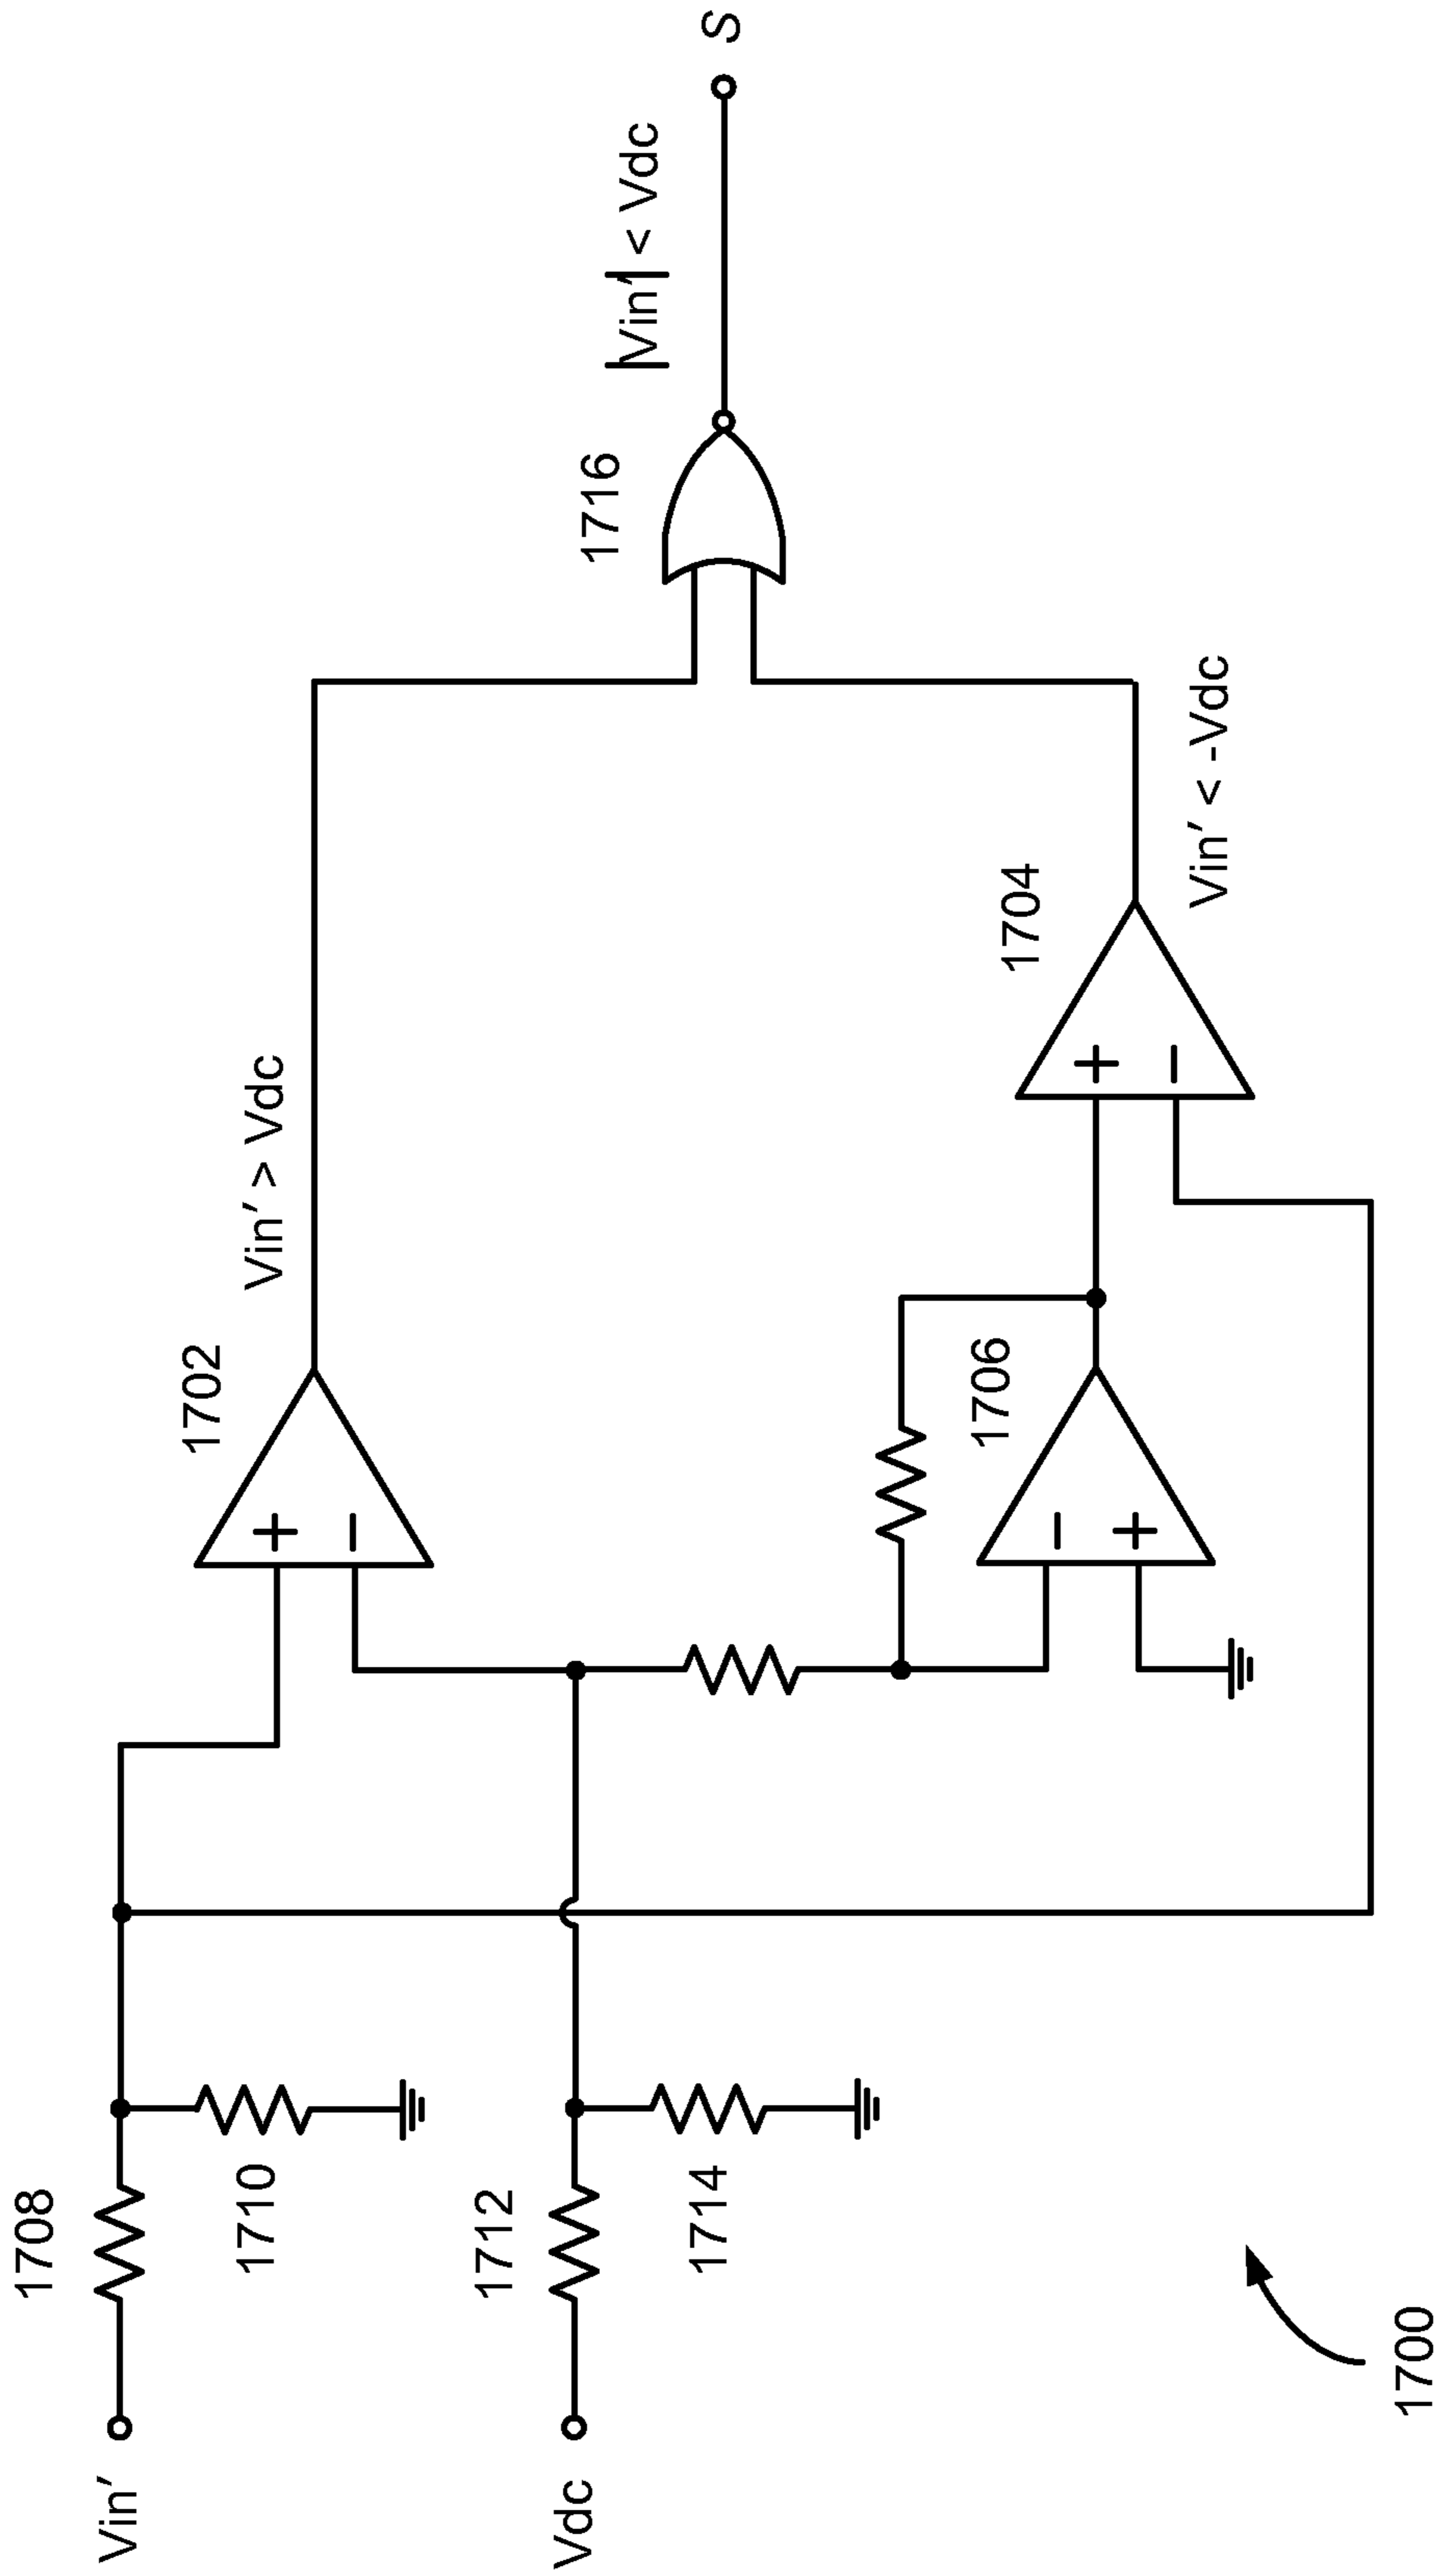 Vin′
1708
1710
Vdc
1712
1714
1700
1702
+
−
Vin′ > Vdc
1706
−
+
1704
+
−
Vin′ < -Vdc
1716
|Vin′| < Vdc
S